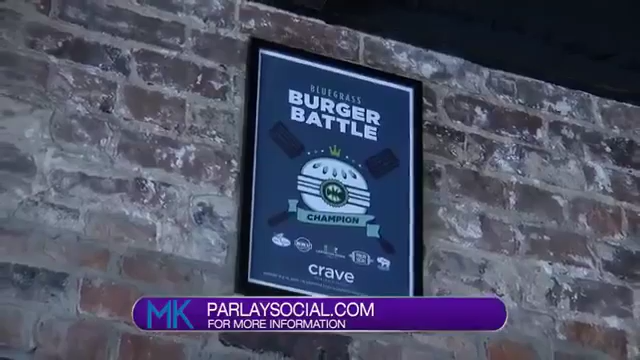 BLUEGRASS
BURGER
BATTLE
CHAMPION
crave
MK
PARLAYSOCIAL.COM
FOR MORE INFORMATION